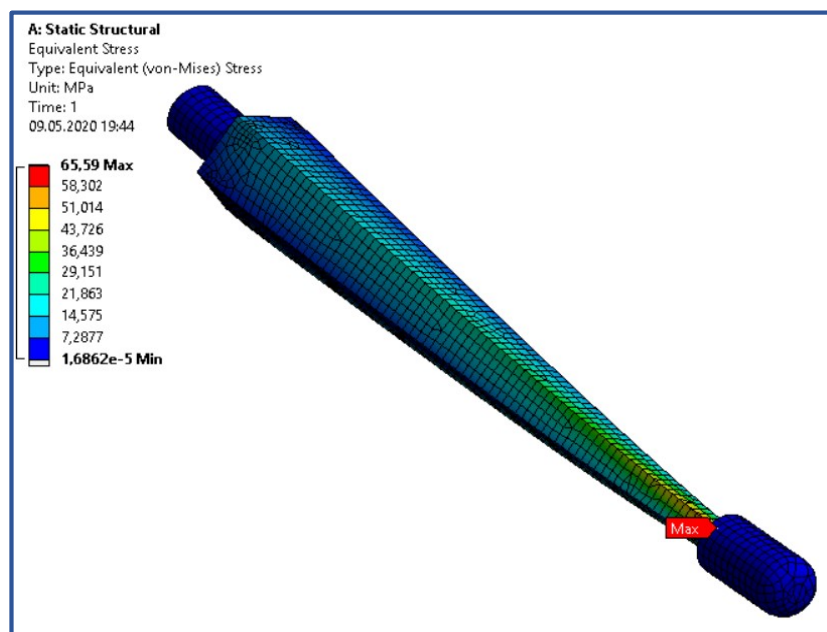 A: Static Structural
Equivalent Stress
Type: Equivalent (von-Mises) Stress
Unit: MPa
Time: 1
09.05.2020 19:44
65,59 Max
58,302
51,014
43,726
36,439
29,151
21,863
14,575
7,2877
1,6862e-5 Min
Max